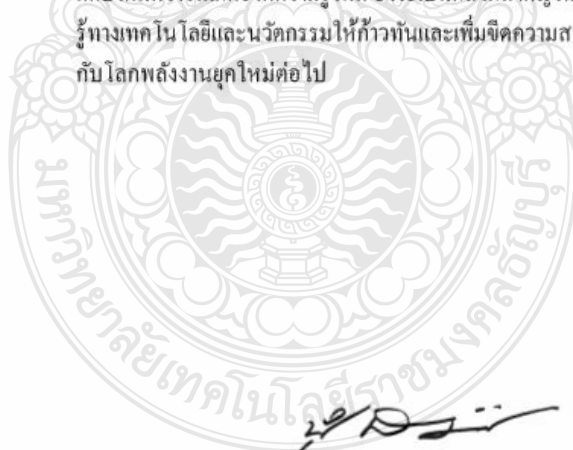 รู้ทางเทคโนโลยีและนวัตกรรมให้ก้าวทันและเพิ่มขีดความส
กับโลกพลังงานยุคใหม่ต่อไป
มหาวิทยาลัยเทคโนโลยีราชมงคลธัญบุรี